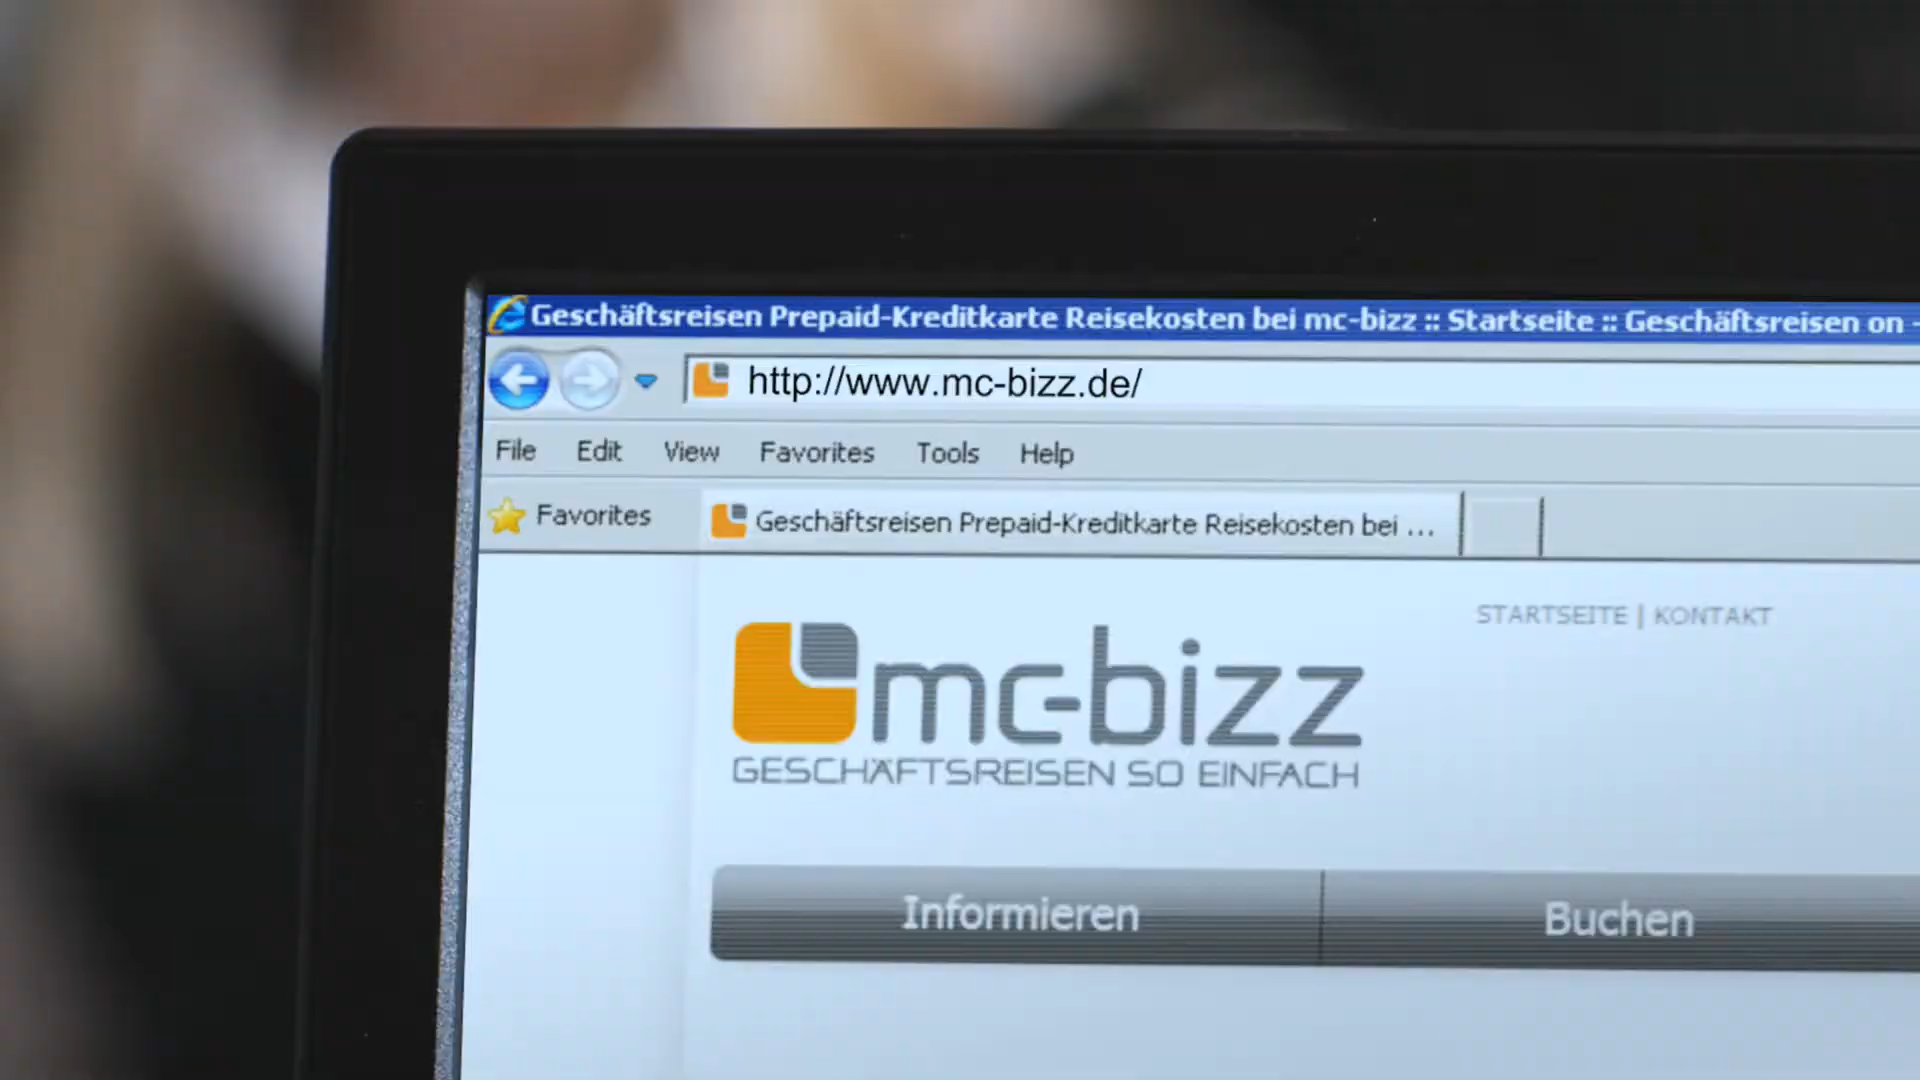 Geschäftsreisen Prepaid-Kreditkarte Reisekosten bei mc-bizz :: Startseite :: Geschäftsreisen on -
http://www.mc-bizz.de/
File Edit View Favorites Tools Help
Favorites
Geschäftsreisen Prepaid-Kreditkarte Reisekosten bei ...
STARTSEITE | KONTAKT
mc-bizz
GESCHÄFTSREISEN SO EINFACH
Informieren
Buchen